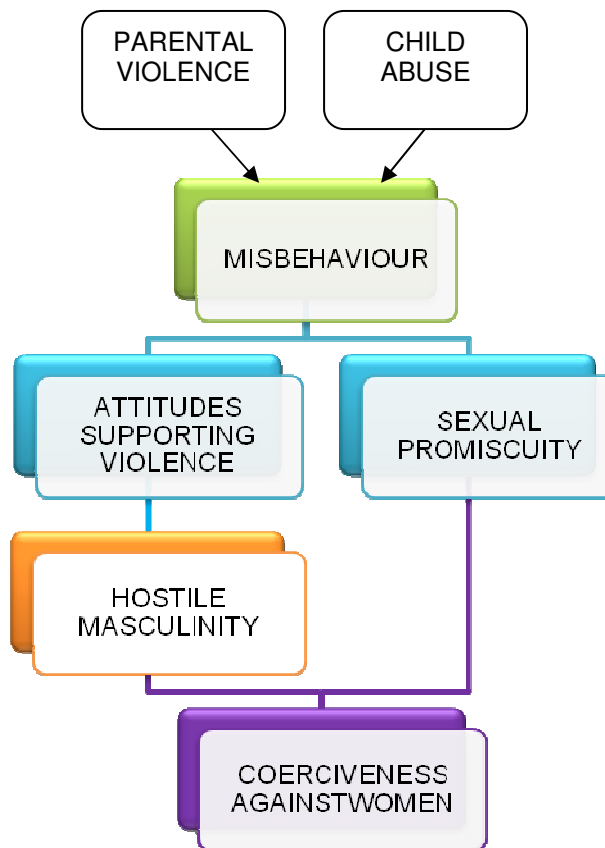 PARENTAL
VIOLENCE
CHILD
ABUSE
MISBEHAVIOUR
ATTITUDES
SUPPORTING
VIOLENCE
SEXUAL
PROMISCUITY
HOSTILE
MASCULINITY
COERCIVENESS
AGAINSTWOMEN